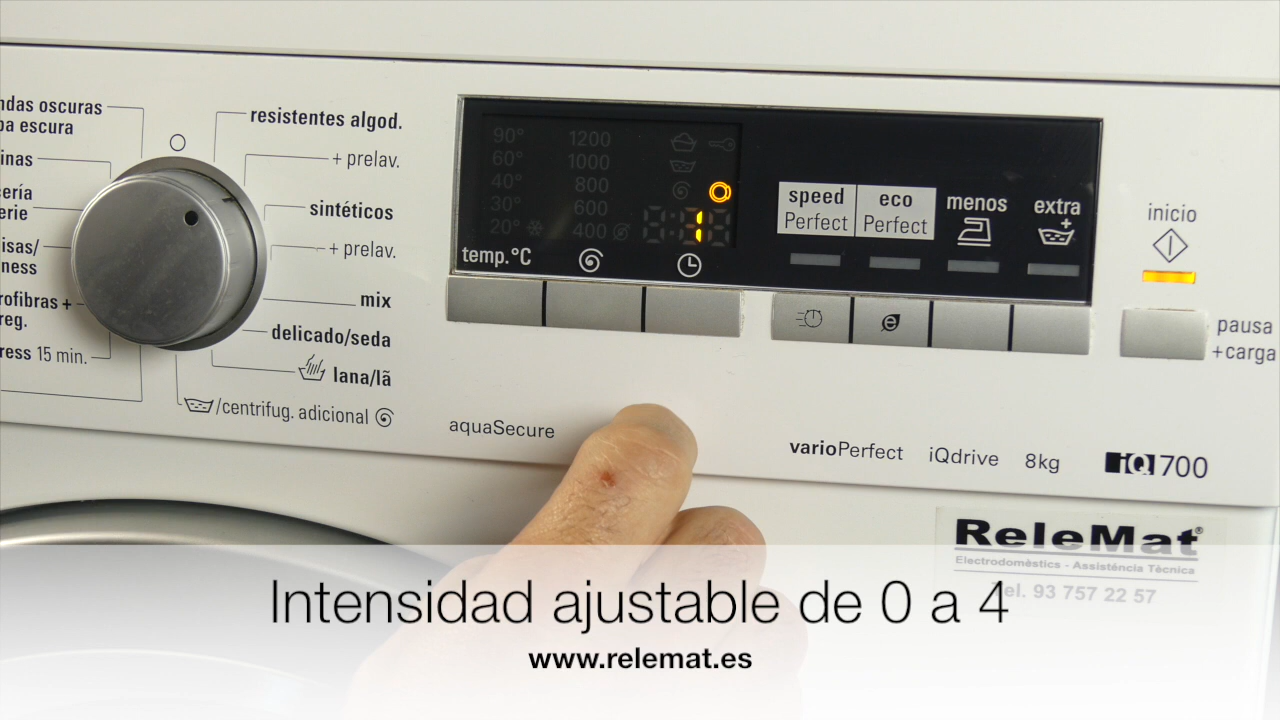 ndas oscuras
pa escura
inas
cería
erie
isas/
ness
rofibras +
reg.
ress 15 min.
resistentes algod.
+ prelav.
sintéticos
+ prelav.
mix
delicado/seda
lana/lã
/centrifug. adicional
90° 1200
60° 1000
40° 800
30° 600
20° 400
1
temp.°C
speed
Perfect
eco
Perfect
menos
extra
+
e
inicio
pausa
+carga
aquaSecure
varioPerfect iQdrive 8kg iQ700
ReleMat®
Electrodomèstics - Assistència Tècnica
Tel. 93 757 22 57
Intensidad ajustable de 0 a 4
www.relemat.es